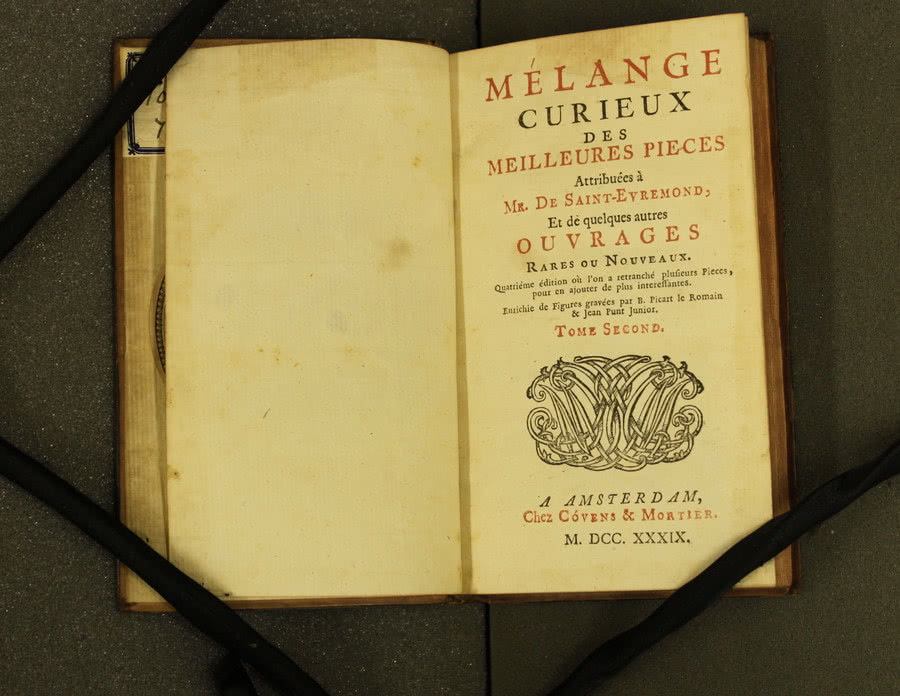 MÉLANGE
CURIEUX
DES
MEILLEURES PIECES
Attribuées à
MR. DE SAINT-EVREMOND,
Et de quelques autres
OUVRAGES
RARES OU NOUVEAUX.
Quatriéme édition où l'on a retranché plusieurs Pieces,
pour en ajouter de plus interessantes.
Enrichie de Figures gravées par B. Picart le Romain
& Jean Punt Junior.
TOME SECOND.
A AMSTERDAM,
Chez CÓVENS & MORTIER.
M. DCC. XXXIX.